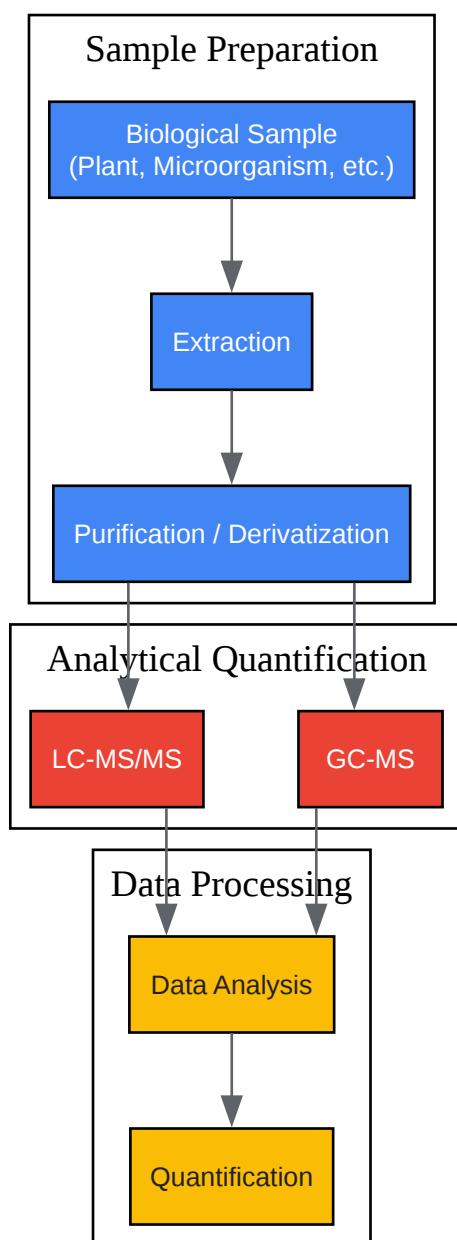 Sample Preparation
Biological Sample
(Plant, Microorganism, etc.)
Extraction
Purification / Derivatization
Analytical Quantification
LC-MS/MS
GC-MS
Data Processing
Data Analysis
Quantification